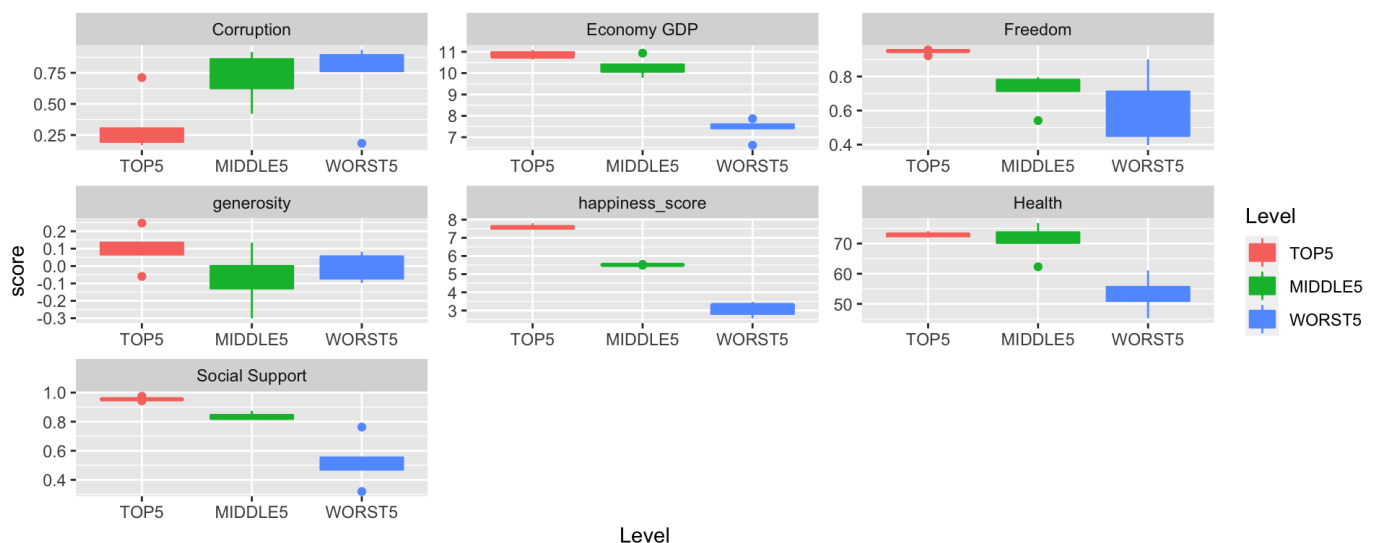 Corruption
Economy GDP
Freedom
0.75
0.50
0.25
TOP5 MIDDLE5 WORST5
11
10
9
8
7
TOP5 MIDDLE5 WORST5
0.8
0.6
0.4
TOP5 MIDDLE5 WORST5
generosity
happiness_score
Health
score
0.2
0.1
0.0
-0.1
-0.2
-0.3
TOP5 MIDDLE5 WORST5
8
7
6
5
4
3
TOP5 MIDDLE5 WORST5
70
60
50
TOP5 MIDDLE5 WORST5
Social Support
1.0
0.8
0.6
0.4
TOP5 MIDDLE5 WORST5
Level
Level
TOP5
MIDDLE5
WORST5